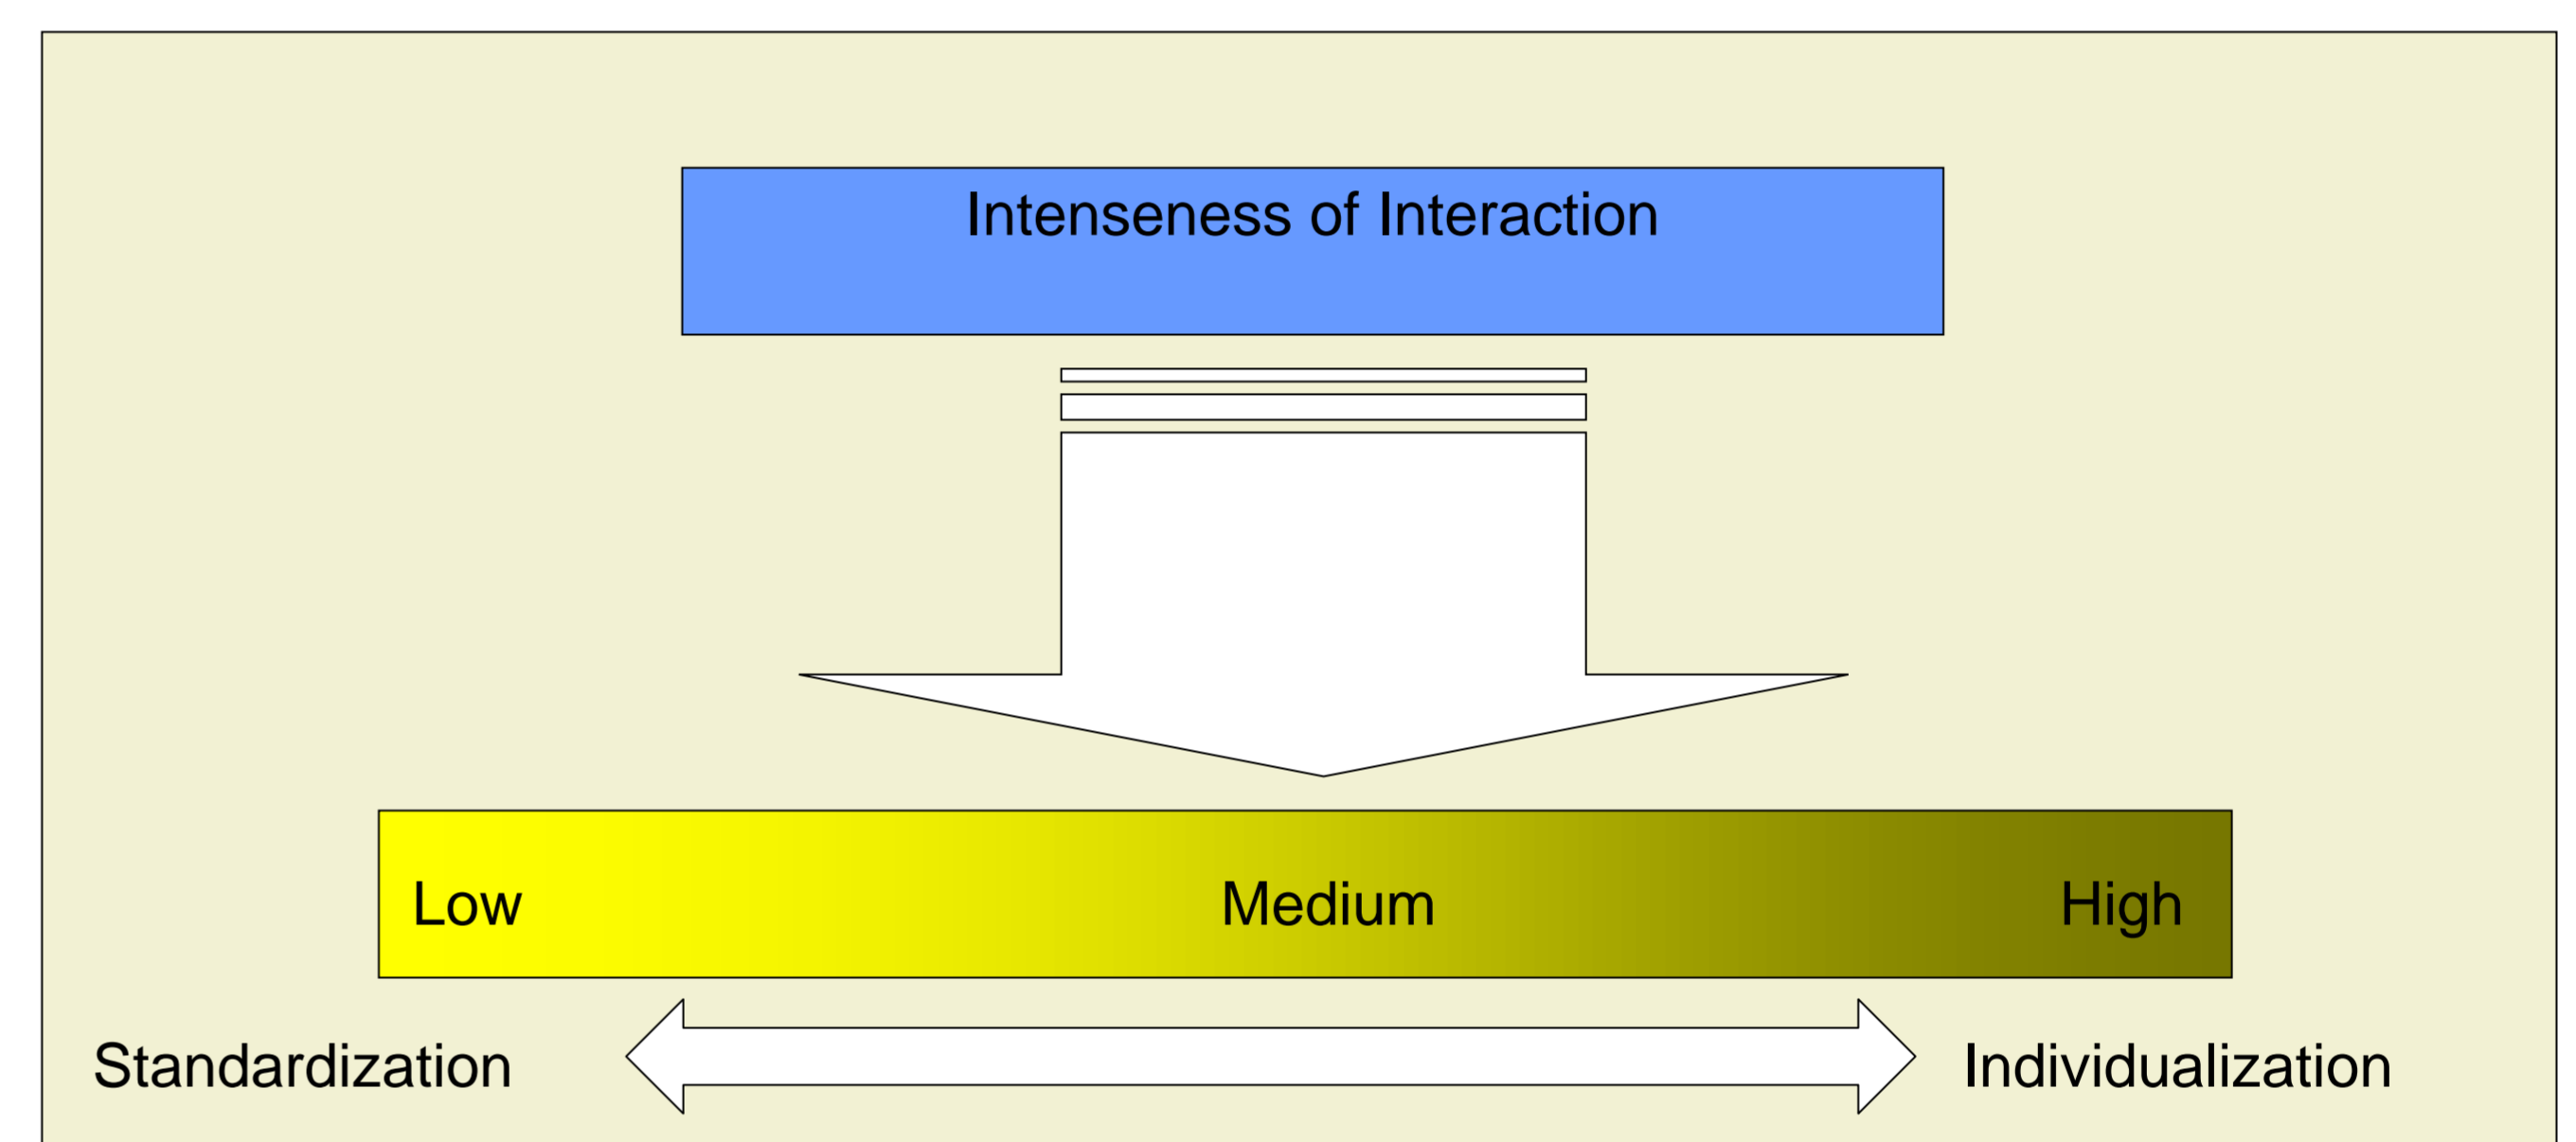 Intenseness of Interaction
Low Medium High
Standardization Individualization